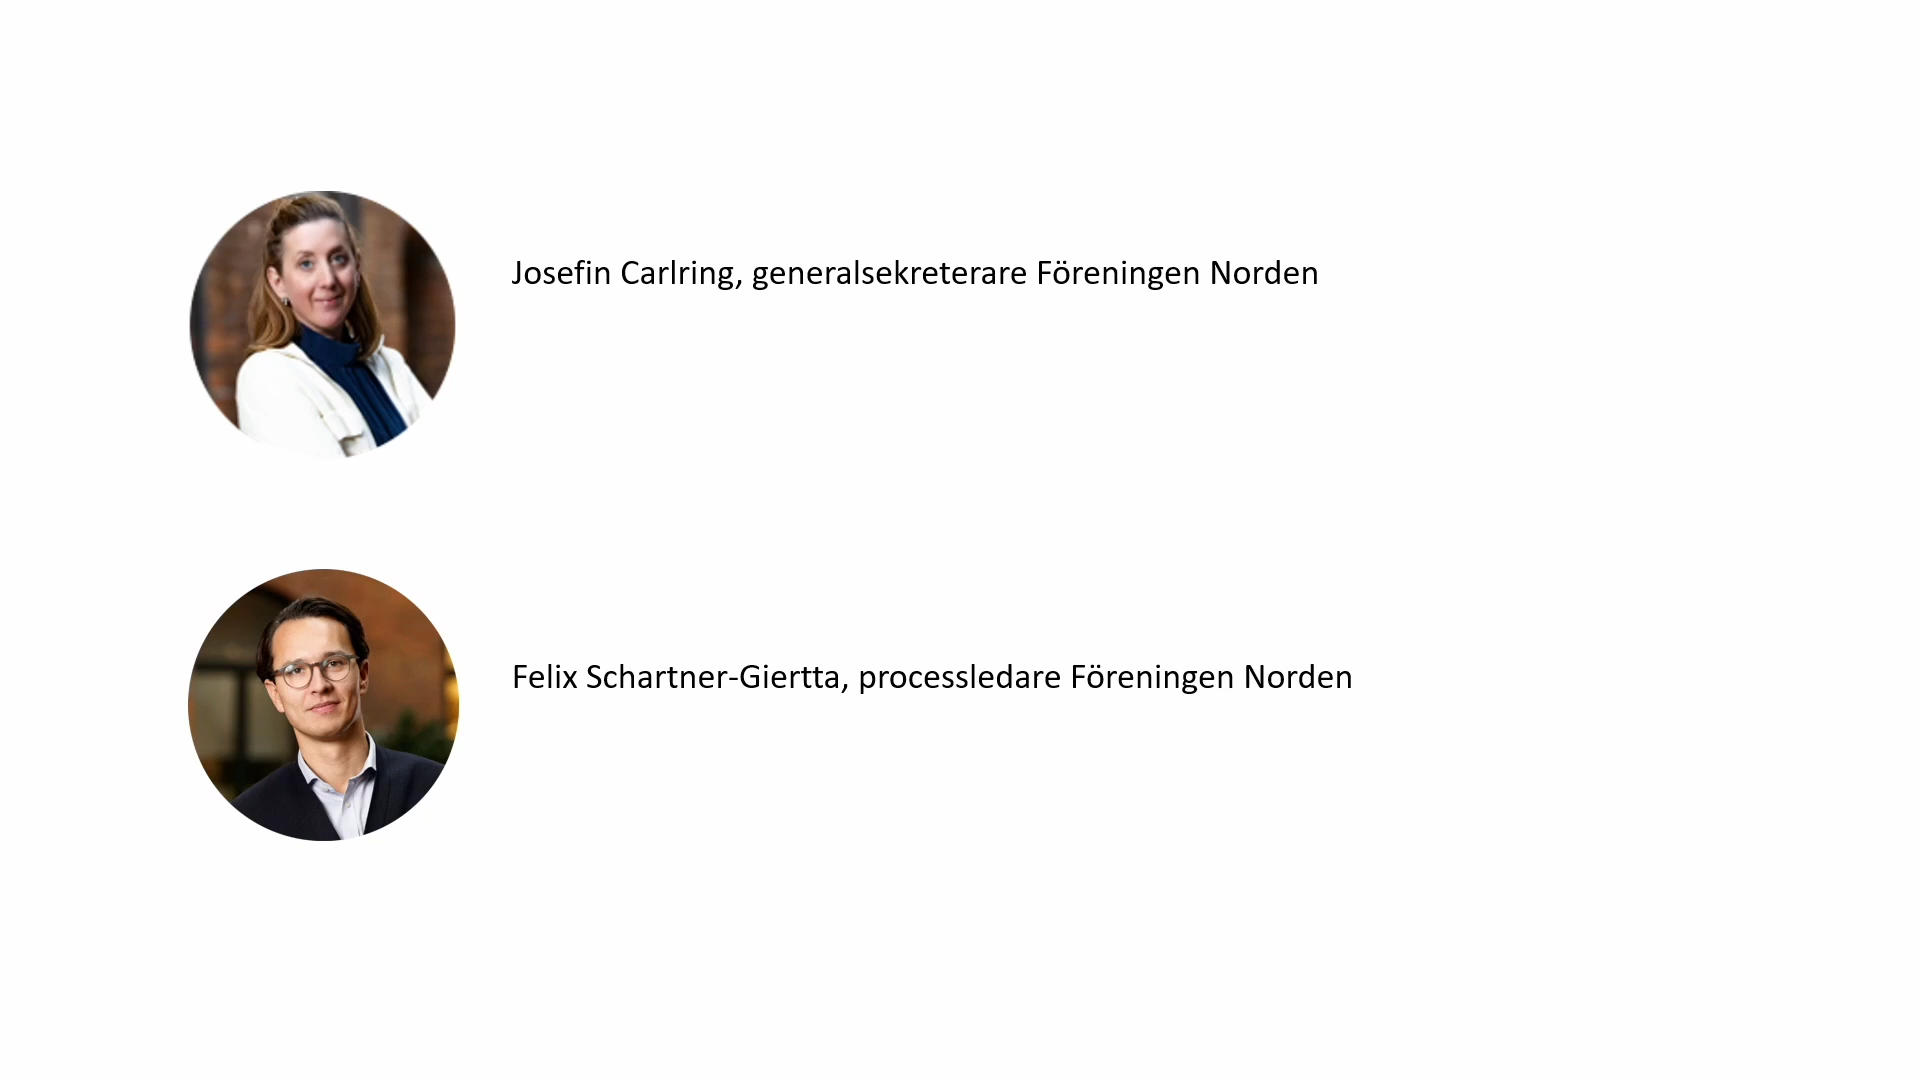 Josefin Carlring, generalsekreterare Föreningen Norden
Felix Schartner-Giertta, processledare Föreningen Norden